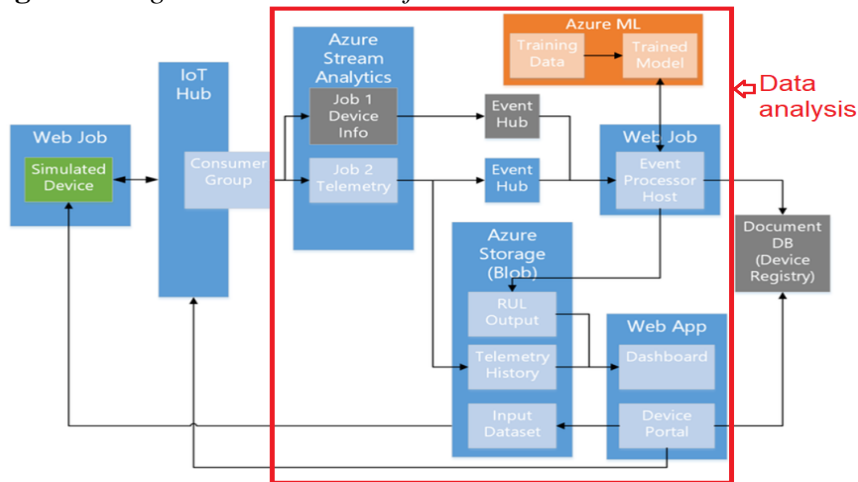 Azure ML
Training
Data
Trained
Model
Data
analysis
Azure
Stream
Analytics
IoT
Hub
Job 1
Device
Info
Event
Hub
Web Job
Simulated
Device
Consumer
Group
Job 2
Telemetry
Event
Hub
Web Job
Event
Processor
Host
Document
DB
(Device
Registry)
Azure
Storage
(Blob)
RUL
Output
Telemetry
History
Input
Dataset
Web App
Dashboard
Device
Portal